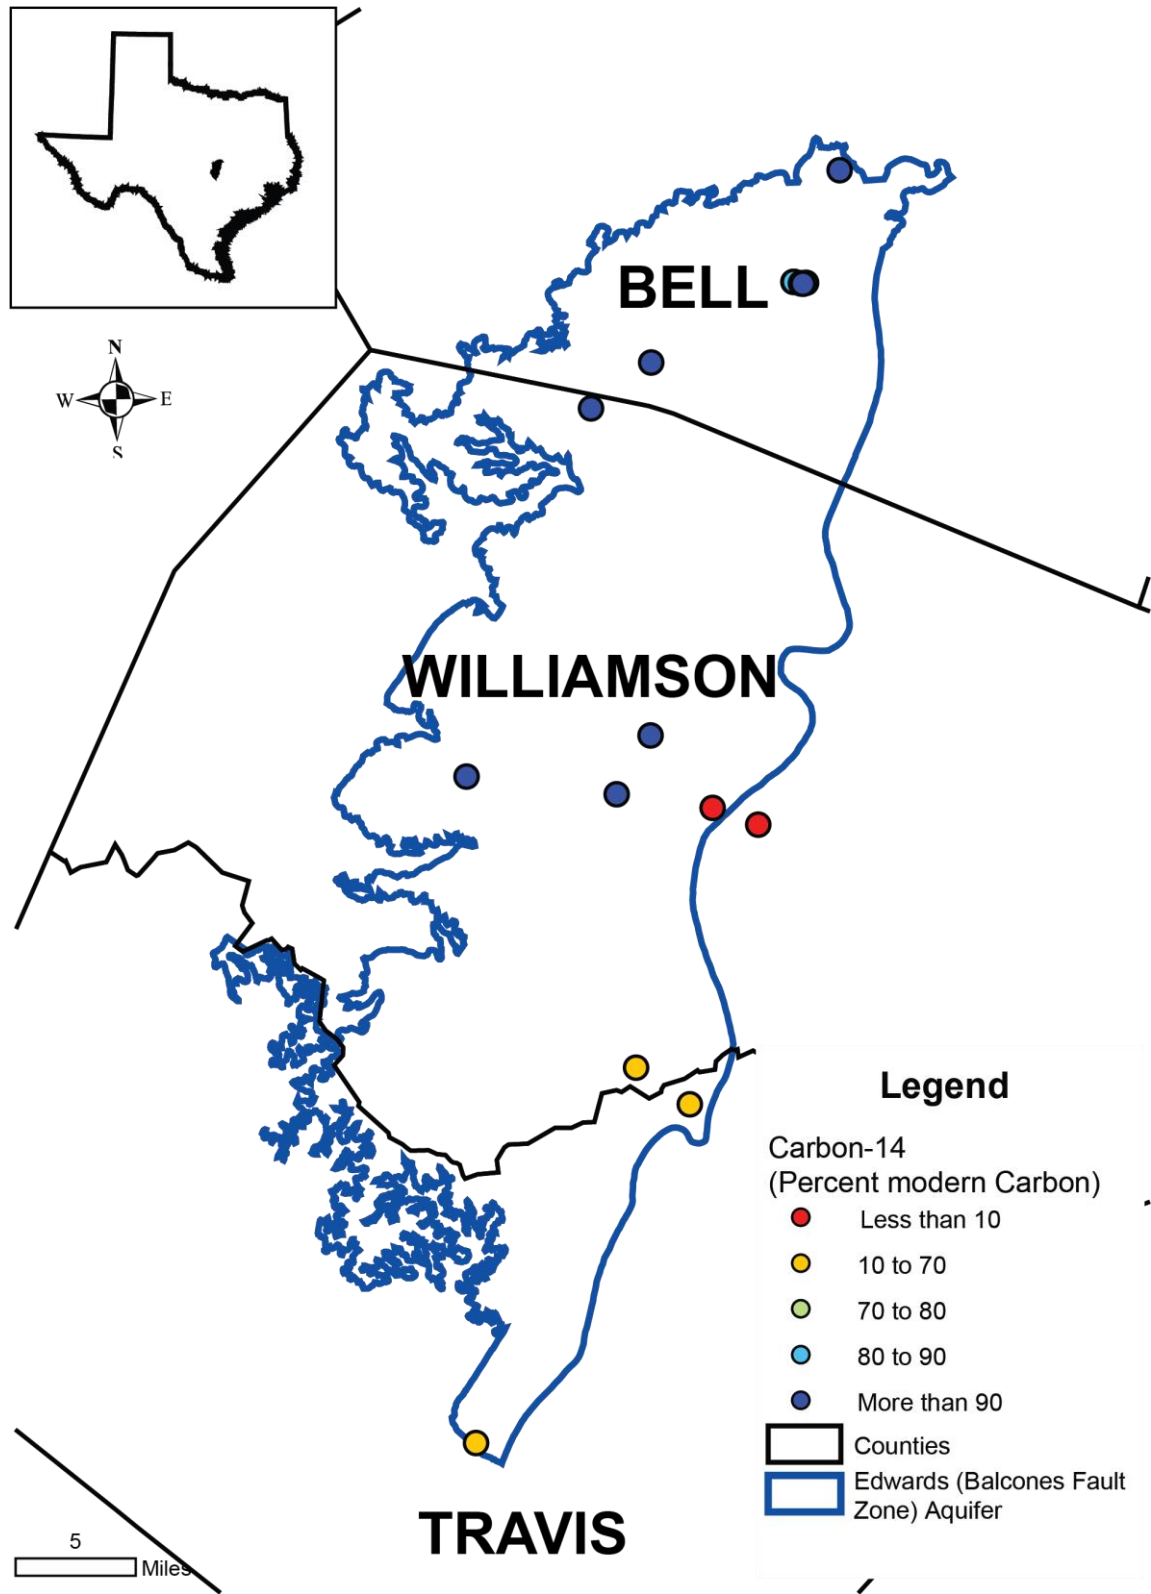 BELL
N
W E
S
WILLIAMSON
Legend
Carbon-14
(Percent modern Carbon)
Less than 10
10 to 70
70 to 80
80 to 90
More than 90
Counties
Edwards (Balcones Fault
Zone) Aquifer
TRAVIS
5
Miles